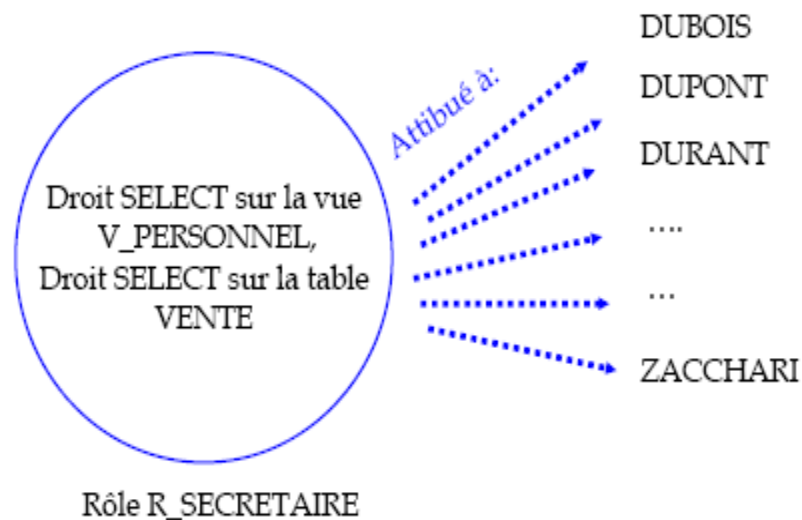 Droit SELECT sur la vue
V_PERSONNEL,
Droit SELECT sur la table
VENTE
Attibué à:
DUBOIS
DUPONT
DURANT
....
...
ZACCHARI
Rôle R_SECRETAIRE